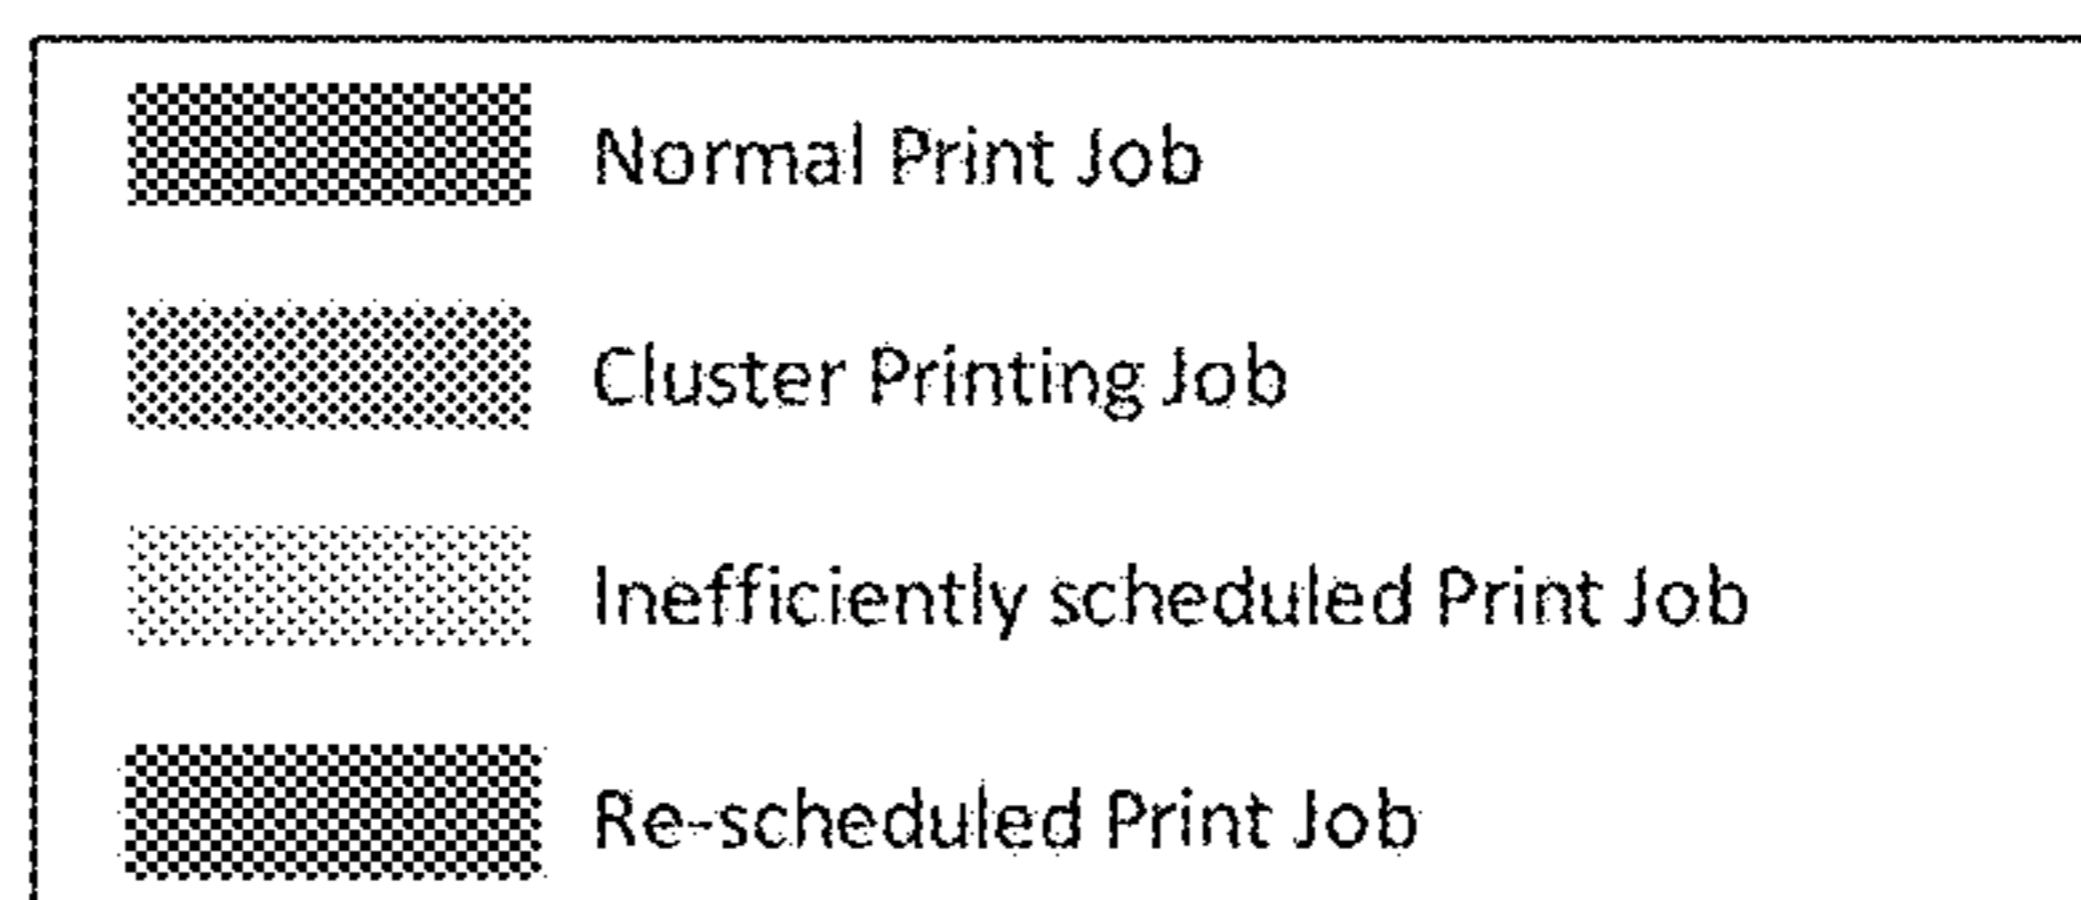 Normal Print Job
Cluster Printing Job
Inefficiently scheduled Print Job
Re-scheduled Print Job